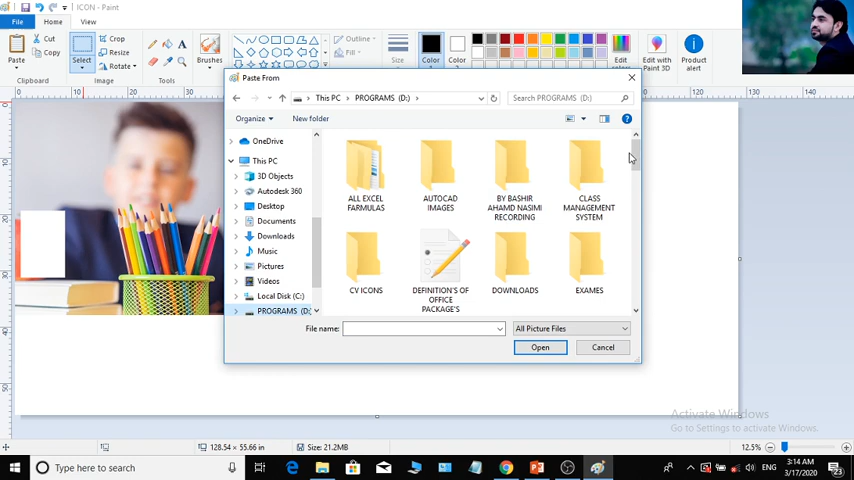 ICON - Paint
File Home View
Paste
Cut
Copy
Clipboard
Select
Crop
Resize
Rotate
Image
Tools
Brushes
Outline
Fill
Size
Color 1
Color 2
Edit colors
Edit with Paint 3D
Product alert
Paste From
This PC > PROGRAMS (D:) >
Search PROGRAMS (D:)
Organize
New folder
OneDrive
This PC
3D Objects
Autodesk 360
Desktop
Documents
Downloads
Music
Pictures
Videos
Local Disk (C:)
PROGRAMS (D:)
ALL EXCEL
FARMULAS
AUTOCAD
IMAGES
BY BASHIR
AHAMD NASIMI
RECORDING
CLASS
MANAGEMENT
SYSTEM
CV ICONS
DEFINITION'S OF
OFFICE
PACKAGE'S
DOWNLOADS
EXAMES
File name:
All Picture Files
Open
Cancel
Activate Windows
Go to Settings to activate Windows.
128.54 × 55.66 in
Size: 21.2MB
12.5%
Type here to search
ENG
3:14 AM
3/17/2020
23